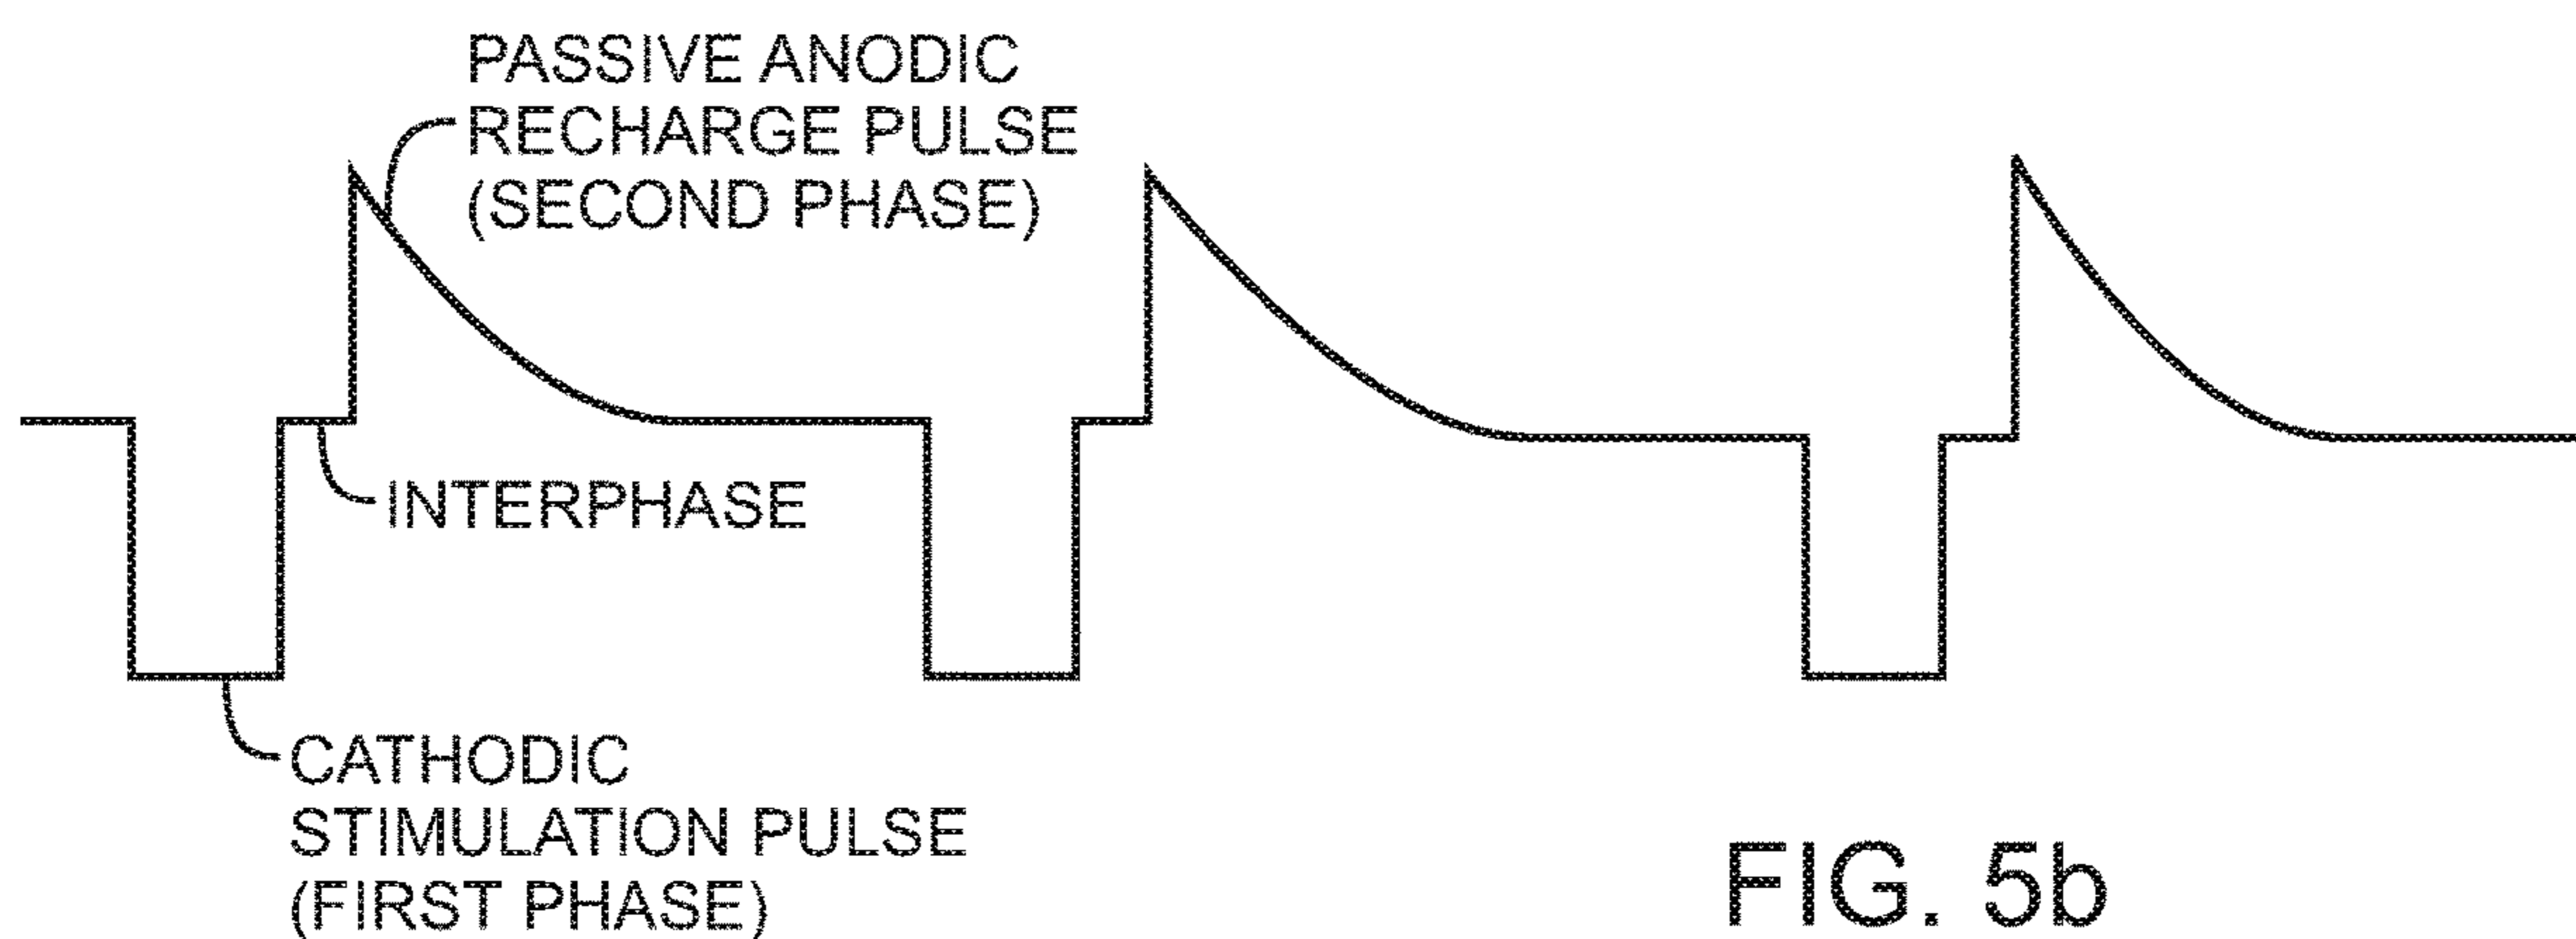 PASSIVE ANODIC
RECHARGE PULSE
(SECOND PHASE)
INTERPHASE
CATHODIC
STIMULATION PULSE
(FIRST PHASE)
FIG. 5b